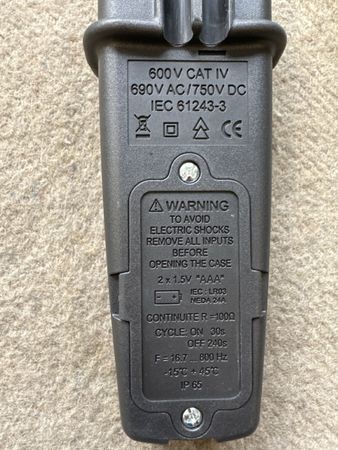 600V CAT IV
690V AC/750V DC
IEC 61243-3
CE
⚠ WARNING
TO AVOID
ELECTRIC SHOCKS
REMOVE ALL INPUTS
BEFORE
OPENING THE CASE
2 x 1.5V "AAA"
IEC : LR03
NEDA 24A
CONTINUITE R =100Ω
CYCLE: ON 30s
OFF 240s
F = 16.7 ... 800 Hz
-15°C + 45°C
IP 65